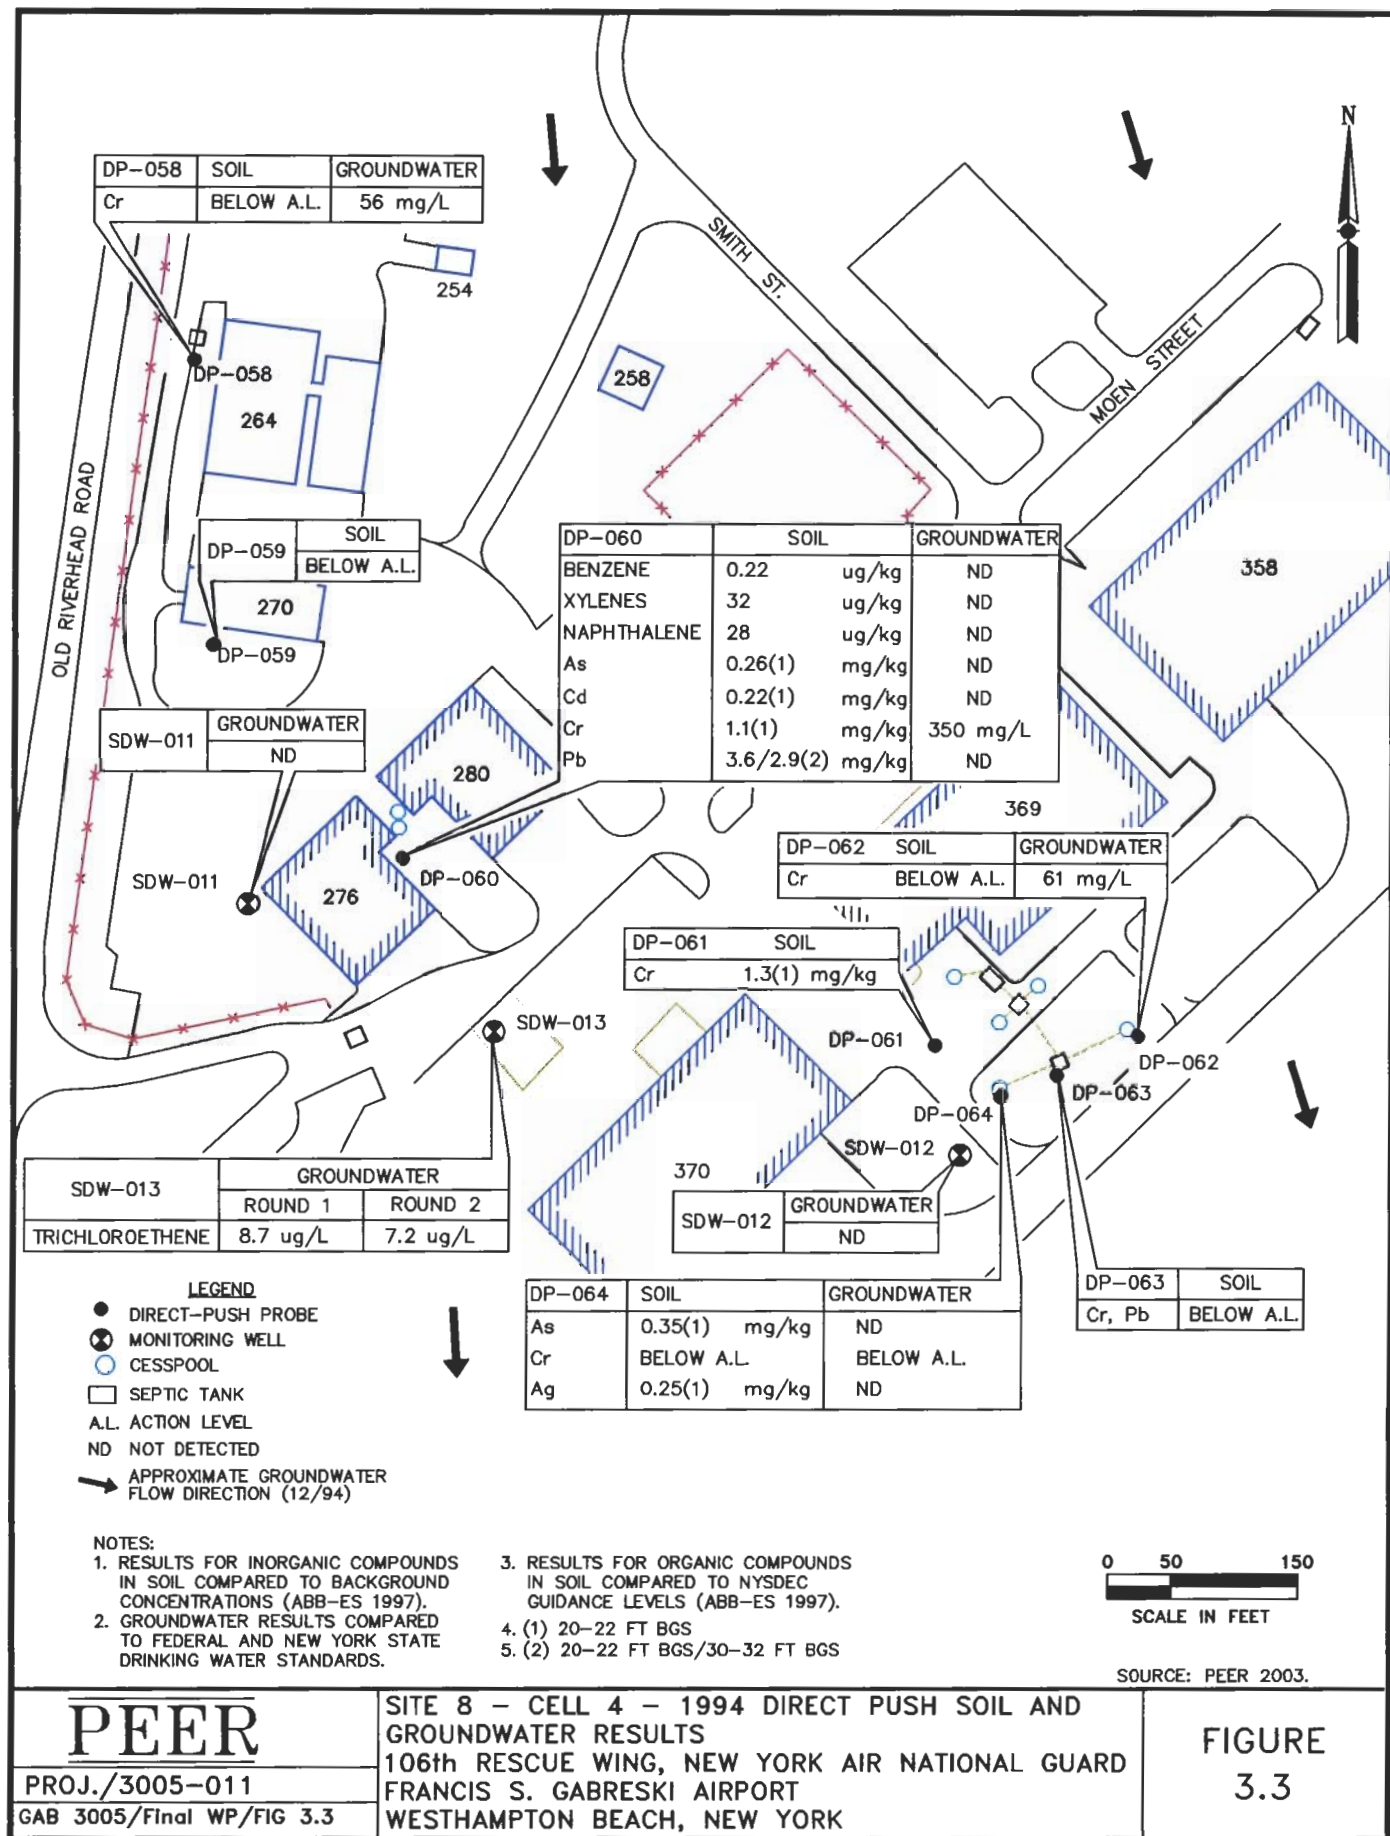 N
DP-058 SOIL GROUNDWATER
Cr BELOW A.L. 56 mg/L
254
SMITH ST.
MOEN STREET
DP-058
264
258
OLD RIVERHEAD ROAD
358
DP-059 SOIL
BELOW A.L.
270
DP-059
DP-060 SOIL GROUNDWATER
BENZENE 0.22 ug/kg ND
XYLENES 32 ug/kg ND
NAPHTHALENE 28 ug/kg ND
As 0.26(1) mg/kg ND
Cd 0.22(1) mg/kg ND
Cr 1.1(1) mg/kg 350 mg/L
Pb 3.6/2.9(2) mg/kg ND
SDW-011 GROUNDWATER
ND
280
369
DP-062 SOIL GROUNDWATER
Cr BELOW A.L. 61 mg/L
SDW-011
276
DP-060
DP-061 SOIL
Cr 1.3(1) mg/kg
SDW-013
DP-061
DP-062
DP-063
DP-064
SDW-012
370
SDW-013 GROUNDWATER
ROUND 1 ROUND 2
TRICHLOROETHENE 8.7 ug/L 7.2 ug/L
SDW-012 GROUNDWATER
ND
DP-064 SOIL GROUNDWATER
As 0.35(1) mg/kg ND
Cr BELOW A.L. BELOW A.L.
Ag 0.25(1) mg/kg ND
DP-063 SOIL
Cr, Pb BELOW A.L.
LEGEND
DIRECT-PUSH PROBE
MONITORING WELL
CESSPOOL
SEPTIC TANK
A.L. ACTION LEVEL
ND NOT DETECTED
APPROXIMATE GROUNDWATER
FLOW DIRECTION (12/94)
NOTES:
1. RESULTS FOR INORGANIC COMPOUNDS
IN SOIL COMPARED TO BACKGROUND
CONCENTRATIONS (ABB-ES 1997).
2. GROUNDWATER RESULTS COMPARED
TO FEDERAL AND NEW YORK STATE
DRINKING WATER STANDARDS.
3. RESULTS FOR ORGANIC COMPOUNDS
IN SOIL COMPARED TO NYSDEC
GUIDANCE LEVELS (ABB-ES 1997).
4. (1) 20-22 FT BGS
5. (2) 20-22 FT BGS/30-32 FT BGS
0 50 150
SCALE IN FEET
SOURCE: PEER 2003.
PEER
PROJ./3005-011
GAB 3005/Final WP/FIG 3.3
SITE 8 - CELL 4 - 1994 DIRECT PUSH SOIL AND
GROUNDWATER RESULTS
106th RESCUE WING, NEW YORK AIR NATIONAL GUARD
FRANCIS S. GABRESKI AIRPORT
WESTHAMPTON BEACH, NEW YORK
FIGURE
3.3